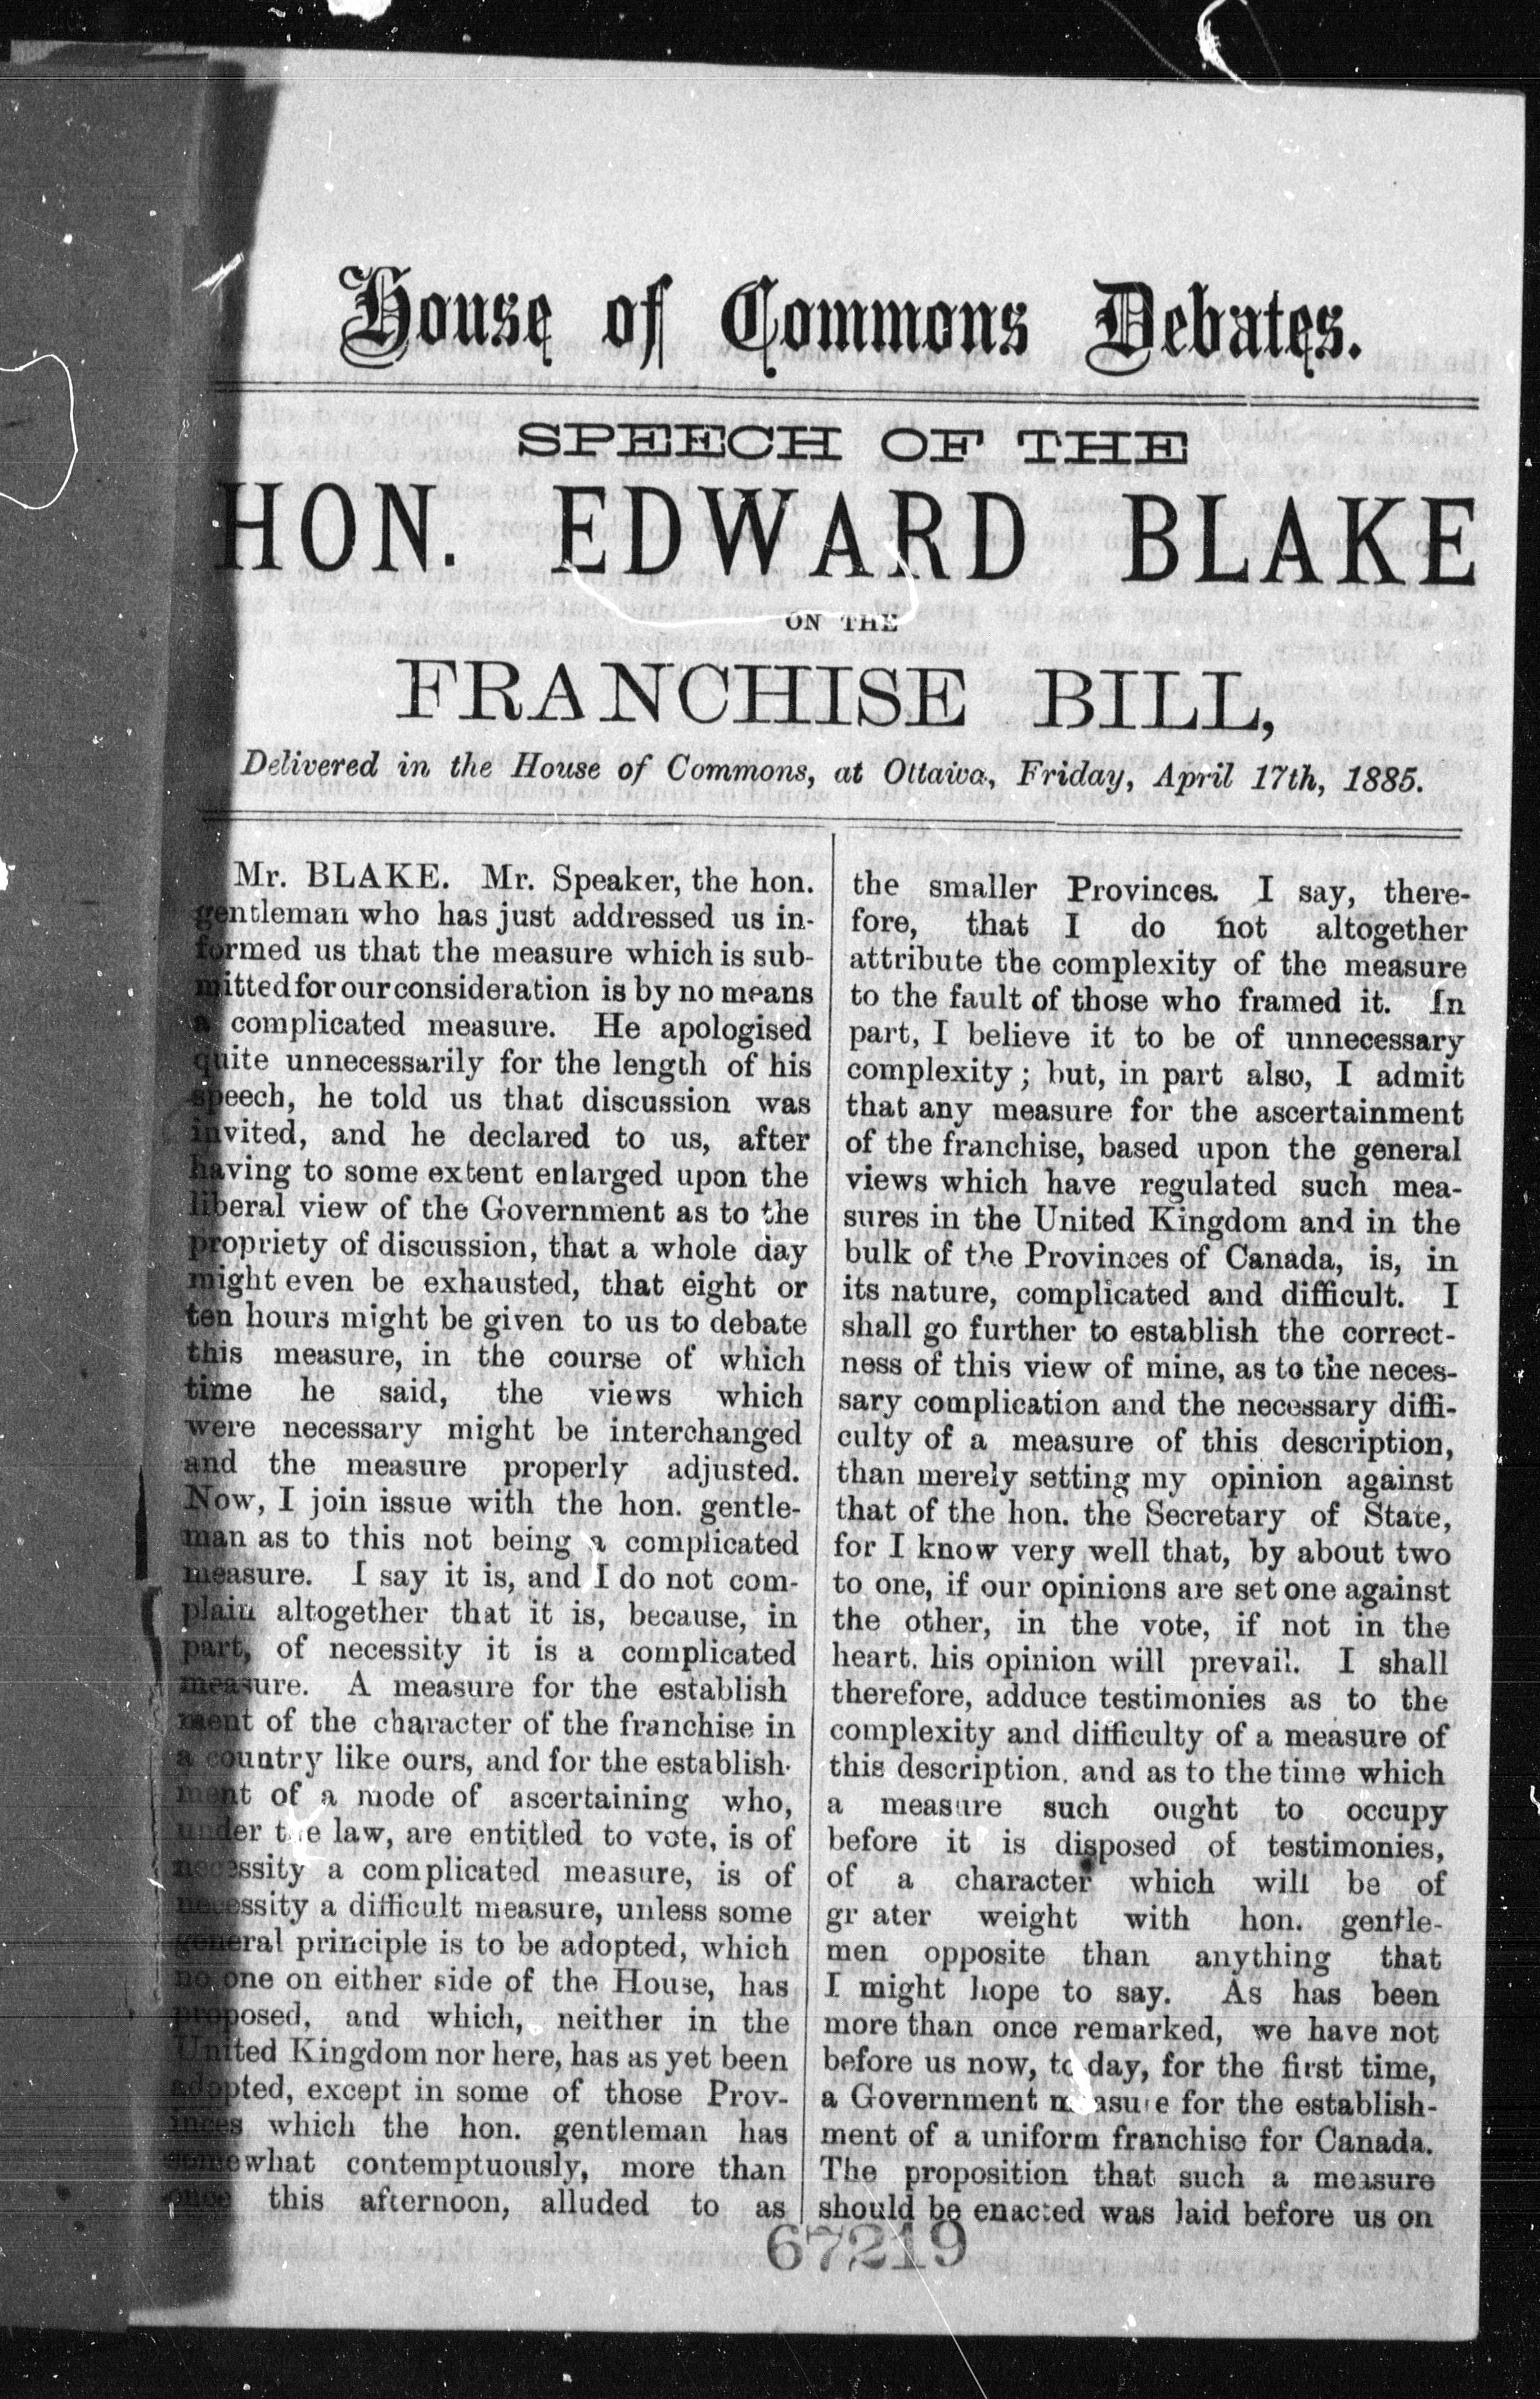 House of Commons Debates.
SPEECH OF THE
HON. EDWARD BLAKE
ON THE
FRANCHISE BILL,
Delivered in the House of Commons, at Ottawa, Friday, April 17th, 1885.
Mr. BLAKE. Mr. Speaker, the hon.
gentleman who has just addressed us in-
formed us that the measure which is sub-
mitted for our consideration is by no means
a complicated measure. He apologised
quite unnecessarily for the length of his
speech, he told us that discussion was
invited, and he declared to us, after
having to some extent enlarged upon the
liberal view of the Government as to the
propriety of discussion, that a whole day
might even be exhausted, that eight or
ten hours might be given to us to debate
this measure, in the course of which
time he said, the views which
were necessary might be interchanged
and the measure properly adjusted.
Now, I join issue with the hon. gentle-
man as to this not being a complicated
measure. I say it is, and I do not com-
plain altogether that it is, because, in
part, of necessity it is a complicated
measure. A measure for the establish
ment of the character of the franchise in
a country like ours, and for the establish-
ment of a mode of ascertaining who,
under the law, are entitled to vote, is of
necessity a complicated measure, is of
necessity a difficult measure, unless some
general principle is to be adopted, which
no one on either side of the House, has
proposed, and which, neither in the
United Kingdom nor here, has as yet been
adopted, except in some of those Prov-
inces which the hon. gentleman has
somewhat contemptuously, more than
once this afternoon, alluded to as
the smaller Provinces. I say, there-
fore, that I do not altogether
attribute the complexity of the measure
to the fault of those who framed it. In
part, I believe it to be of unnecessary
complexity; but, in part also, I admit
that any measure for the ascertainment
of the franchise, based upon the general
views which have regulated such mea-
sures in the United Kingdom and in the
bulk of the Provinces of Canada, is, in
its nature, complicated and difficult. I
shall go further to establish the correct-
ness of this view of mine, as to the neces-
sary complication and the necessary diffi-
culty of a measure of this description,
than merely setting my opinion against
that of the hon. the Secretary of State,
for I know very well that, by about two
to one, if our opinions are set one against
the other, in the vote, if not in the
heart. his opinion will prevail. I shall
therefore, adduce testimonies as to the
complexity and difficulty of a measure of
this description. and as to the time which
a measure such ought to occupy
before it is disposed of testimonies,
of a character which will be of
gr ater weight with hon. gentle-
men opposite than anything that
I might hope to say. As has been
more than once remarked, we have not
before us now, to day, for the first time,
a Government measure for the establish-
ment of a uniform franchise for Canada.
The proposition that such a measure
should be enacted was laid before us on
67219